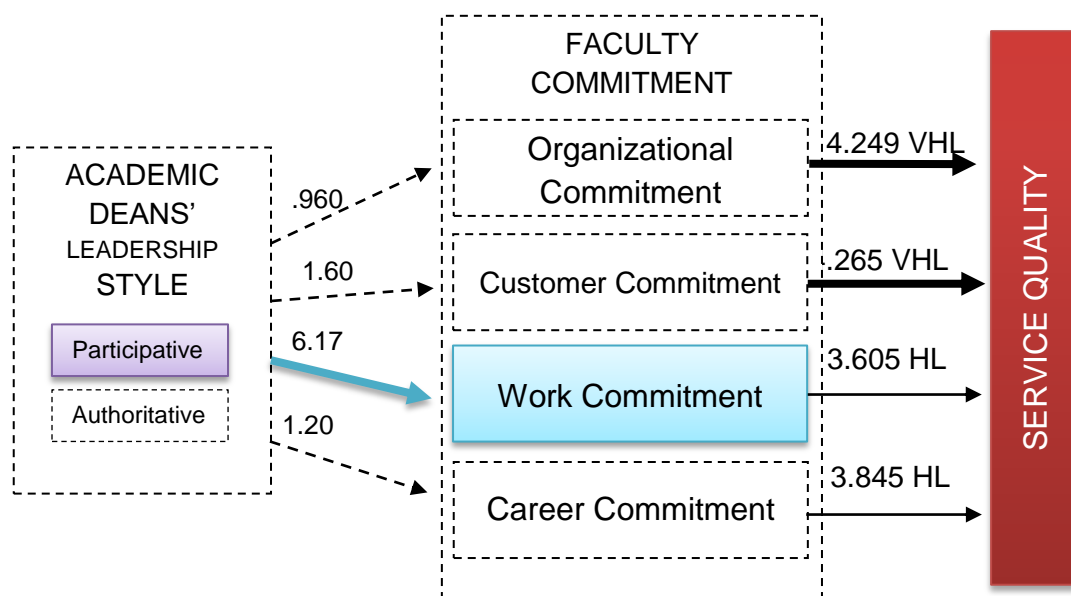 ACADEMIC
DEANS’
LEADERSHIP
STYLE
Participative
Authoritative
.960
1.60
6.17
1.20
FACULTY
COMMITMENT
Organizational
Commitment
Customer Commitment
Work Commitment
Career Commitment
4.249 VHL
.265 VHL
3.605 HL
3.845 HL
SERVICE QUALITY